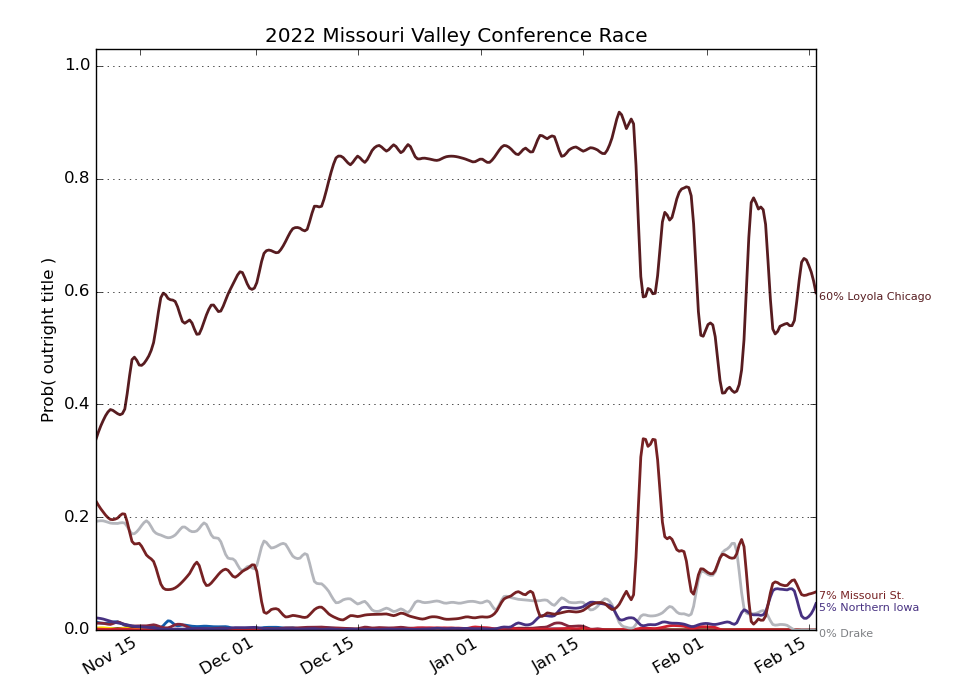 2022 Missouri Valley Conference Race
1.0
0.8
0.6
0.4
0.2
0.0
Prob( outright title )
60% Loyola Chicago
7% Missouri St.
5% Northern Iowa
0% Drake
Nov 15
Dec 01
Dec 15
Jan 01
Jan 15
Feb 01
Feb 15